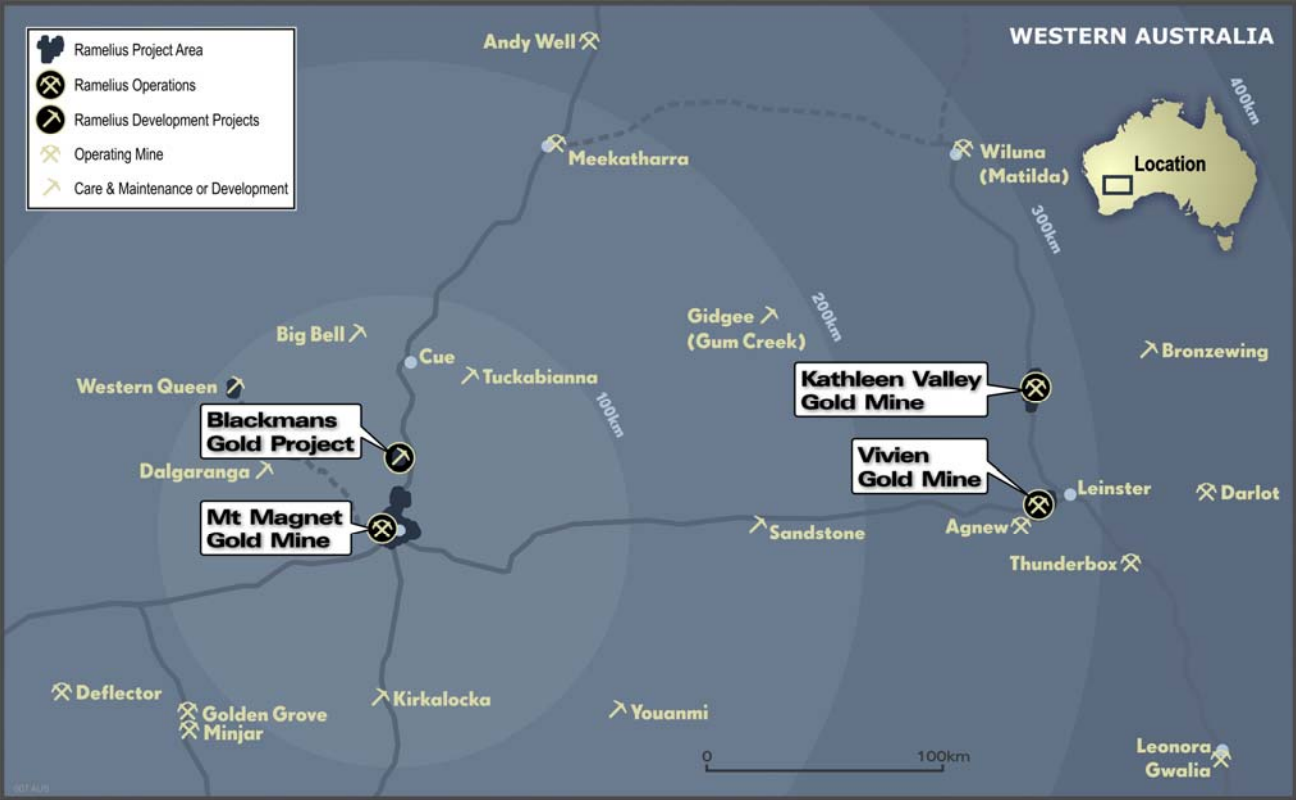 WESTERN AUSTRALIA
Ramelius Project Area
Ramelius Operations
Ramelius Development Projects
Operating Mine
Care & Maintenance or Development
Andy Well
Meekatharra
Wiluna
(Matilda)
Location
400km
300km
200km
100km
Big Bell
Cue
Tuckabianna
Gidgee
(Gum Creek)
Bronzewing
Western Queen
Blackmans
Gold Project
Kathleen Valley
Gold Mine
Dalgaranga
Vivien
Gold Mine
Leinster
Darlot
Mt Magnet
Gold Mine
Sandstone
Agnew
Thunderbox
Deflector
Golden Grove
Minjar
Kirkalocka
Youanmi
0
100km
Leonora
Gwalia